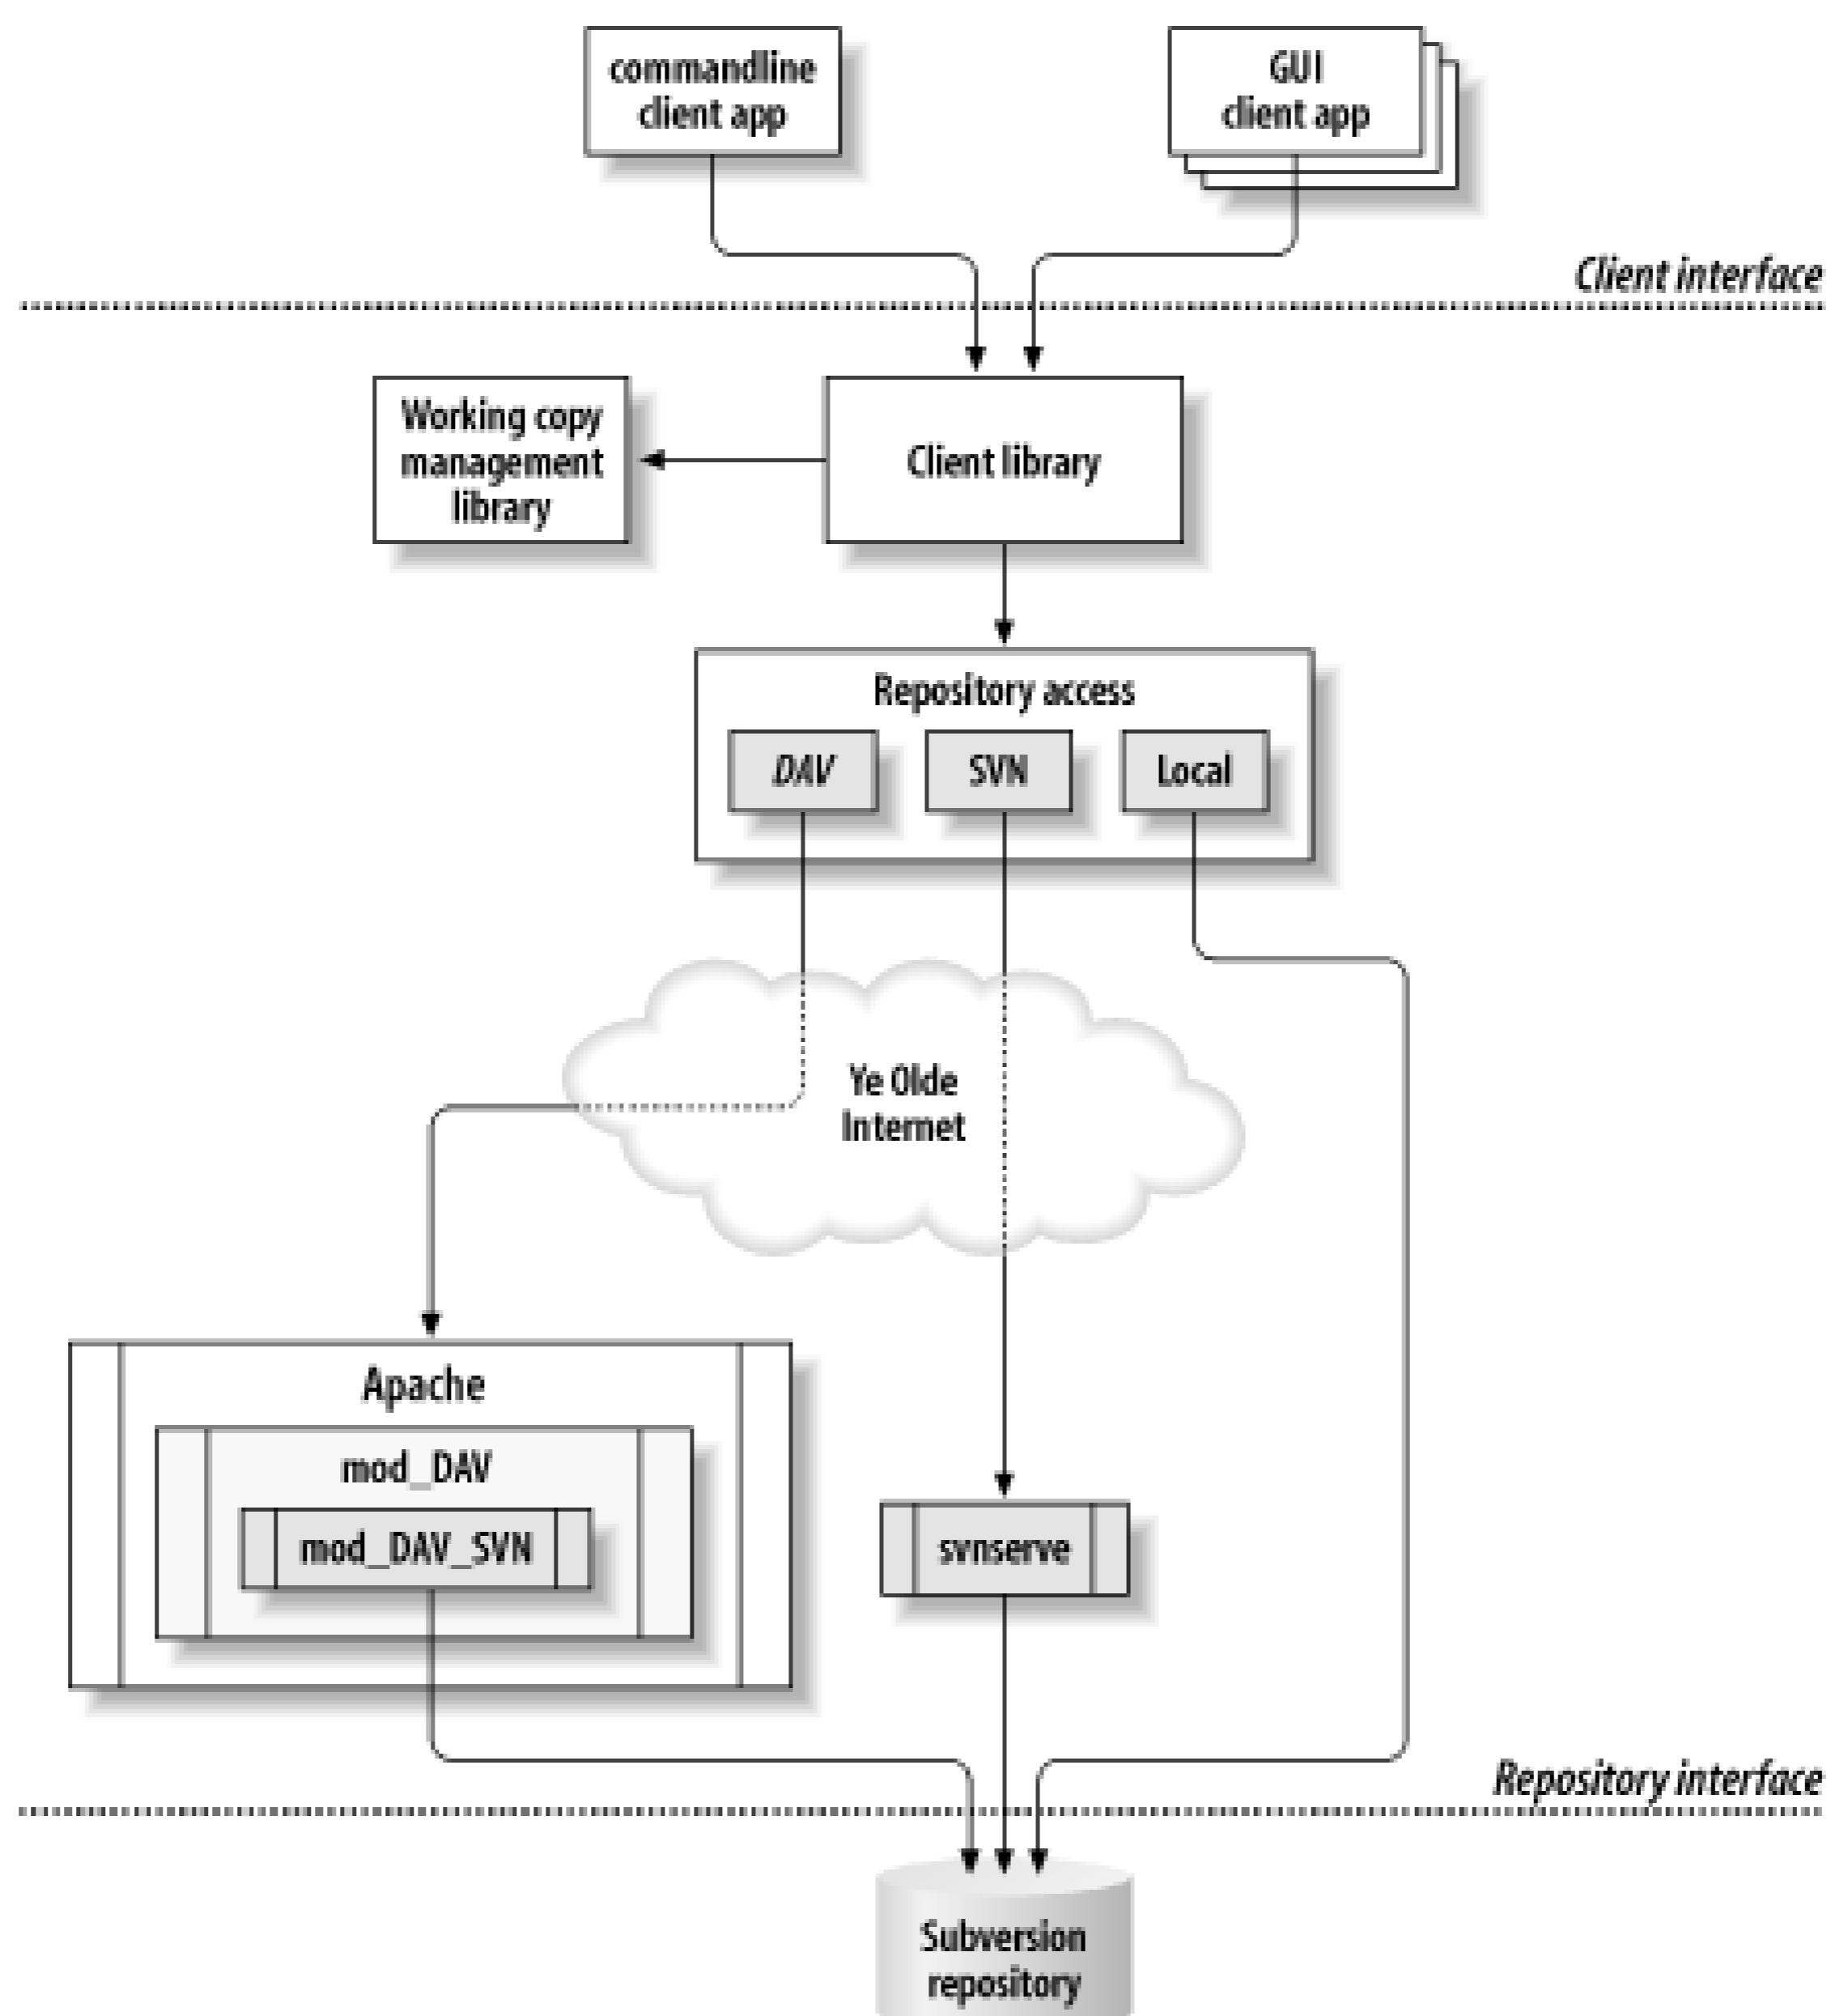 commandline
client app
GUI
client app
Client interface
Working copy
management
library
Client library
Repository access
DAV
SVN
Local
Ye Olde
Internet
Apache
mod_DAV
mod_DAV_SVN
svnserve
Repository interface
Subversion
repository